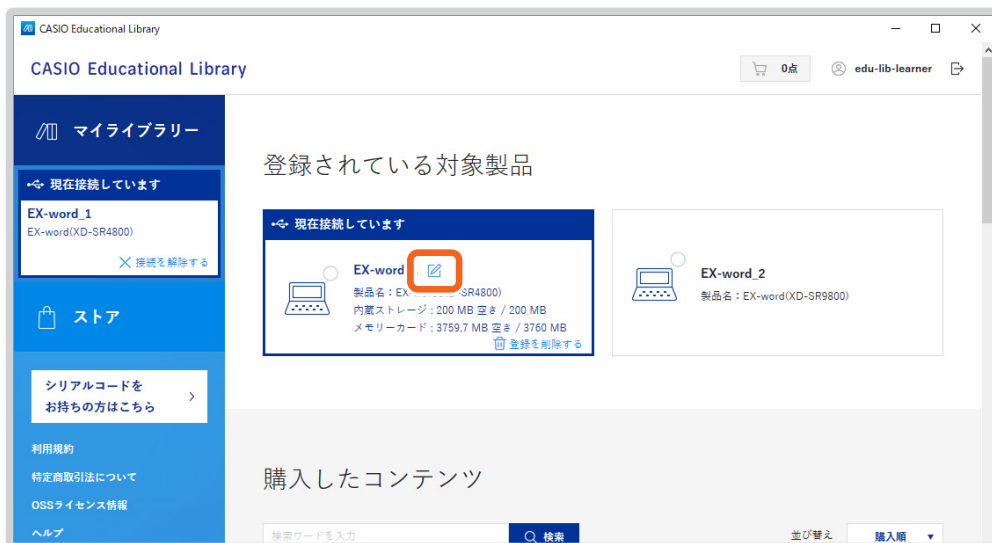 CASIO Educational Library
CASIO Educational Library
0点
edu-lib-learner
マイライブラリー
現在接続しています
EX-word_1
EX-word(XD-SR4800)
接続を解除する
ストア
シリアルコードを
お持ちの方はこちら
利用規約
特定商取引法について
OSSライセンス情報
ヘルプ
登録されている対象製品
現在接続しています
EX-word
製品名：EX-word(XD-SR4800)
内蔵ストレージ：200 MB 空き / 200 MB
メモリーカード：3759.7 MB 空き / 3760 MB
登録を削除する
EX-word_2
製品名：EX-word(XD-SR9800)
購入したコンテンツ
検索ワードを入力
検索
並び替え
購入順